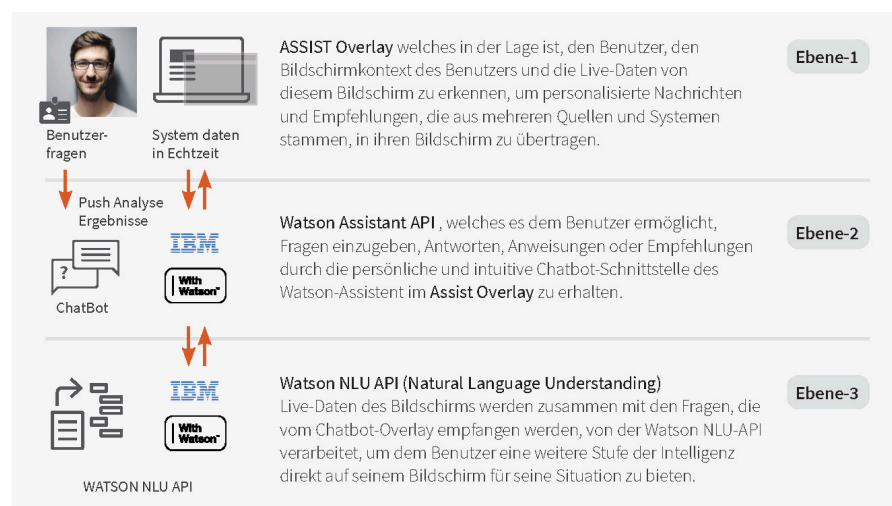 ASSIST Overlay welches in der Lage ist, den Benutzer, den
Bildschirmkontext des Benutzers und die Live-Daten von
diesem Bildschirm zu erkennen, um personalisierte Nachrichten
und Empfehlungen, die aus mehreren Quellen und Systemen
stammen, in ihren Bildschirm zu übertragen.
Ebene-1
Benutzer-
fragen
System daten
in Echtzeit
Push Analyse
Ergebnisse
IBM
With
Watson™
?
ChatBot
Watson Assistant API , welches es dem Benutzer ermöglicht,
Fragen einzugeben, Antworten, Anweisungen oder Empfehlungen
durch die persönliche und intuitive Chatbot-Schnittstelle des
Watson-Assistent im Assist Overlay zu erhalten.
Ebene-2
IBM
With
Watson™
WATSON NLU API
Watson NLU API (Natural Language Understanding)
Live-Daten des Bildschirms werden zusammen mit den Fragen, die
vom Chatbot-Overlay empfangen werden, von der Watson NLU-API
verarbeitet, um dem Benutzer eine weitere Stufe der Intelligenz
direkt auf seinem Bildschirm für seine Situation zu bieten.
Ebene-3